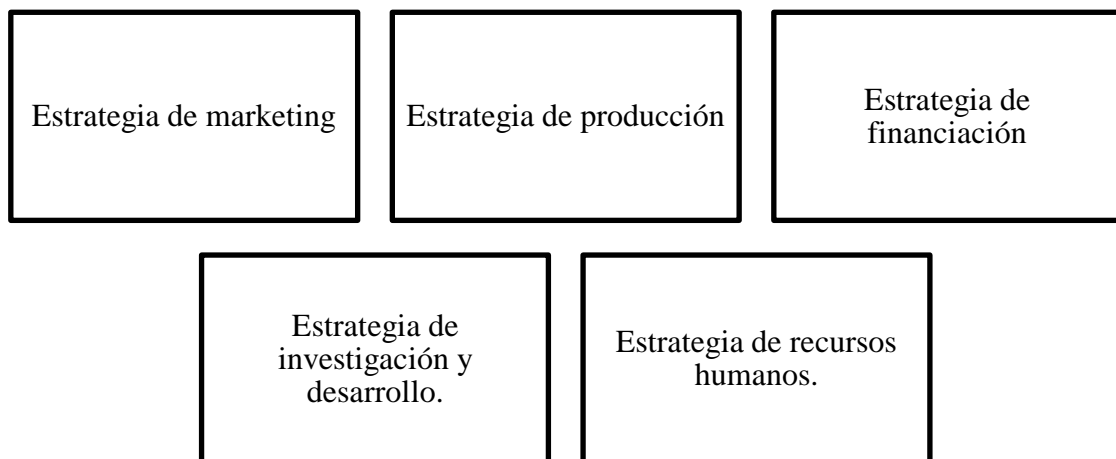 Estrategia de marketing
Estrategia de producción
Estrategia de
financiación
Estrategia de
investigación y
desarrollo.
Estrategia de recursos
humanos.